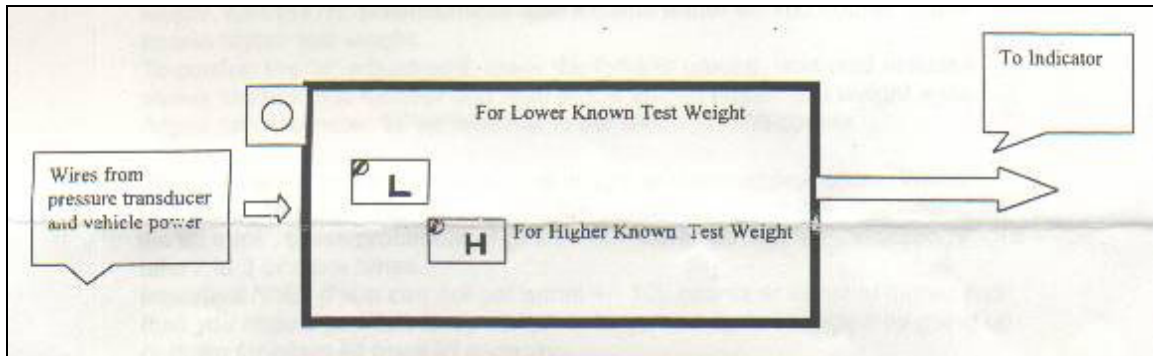 To Indicator
For Lower Known Test Weight
Wires from
pressure transducer
and vehicle power
L
H
For Higher Known Test Weight